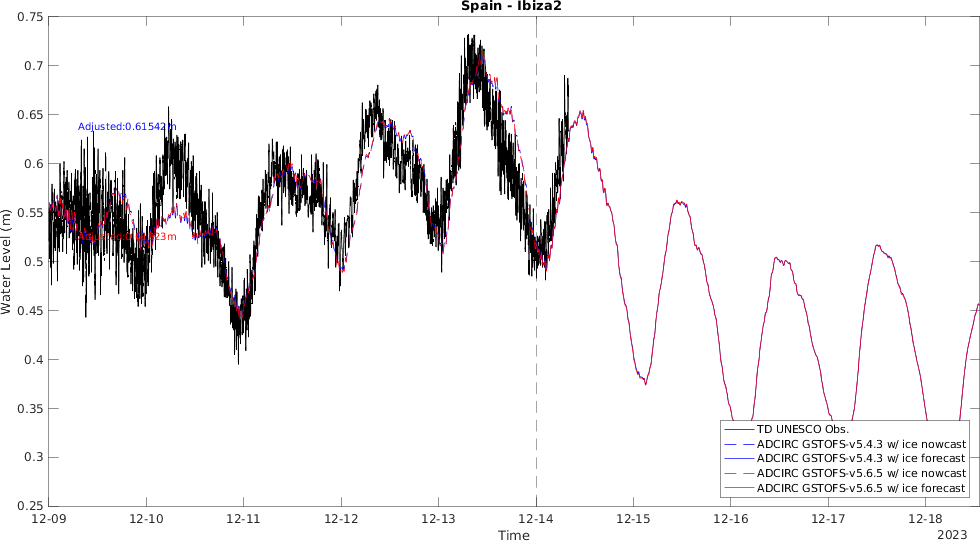 Spain - Ibiza2
0.75
0.7
0.65
0.6
0.55
0.5
0.45
0.4
0.35
0.3
0.25
Water Level (m)
Adjusted:0.61542m
12-09
12-10
12-11
12-12
12-13
12-14
12-15
12-16
12-17
12-18
Time
2023
TD UNESCO Obs.
ADCIRC GSTOFS-v5.4.3 w/ ice nowcast
ADCIRC GSTOFS-v5.4.3 w/ ice forecast
ADCIRC GSTOFS-v5.6.5 w/ ice nowcast
ADCIRC GSTOFS-v5.6.5 w/ ice forecast